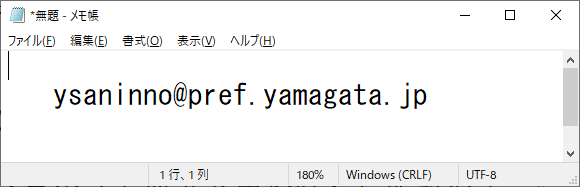 *無題 - メモ帳
ファイル(F) 編集(E) 書式(O) 表示(V) ヘルプ(H)
ysaninno@pref.yamagata.jp
1 行、1 列 180% Windows (CRLF) UTF-8